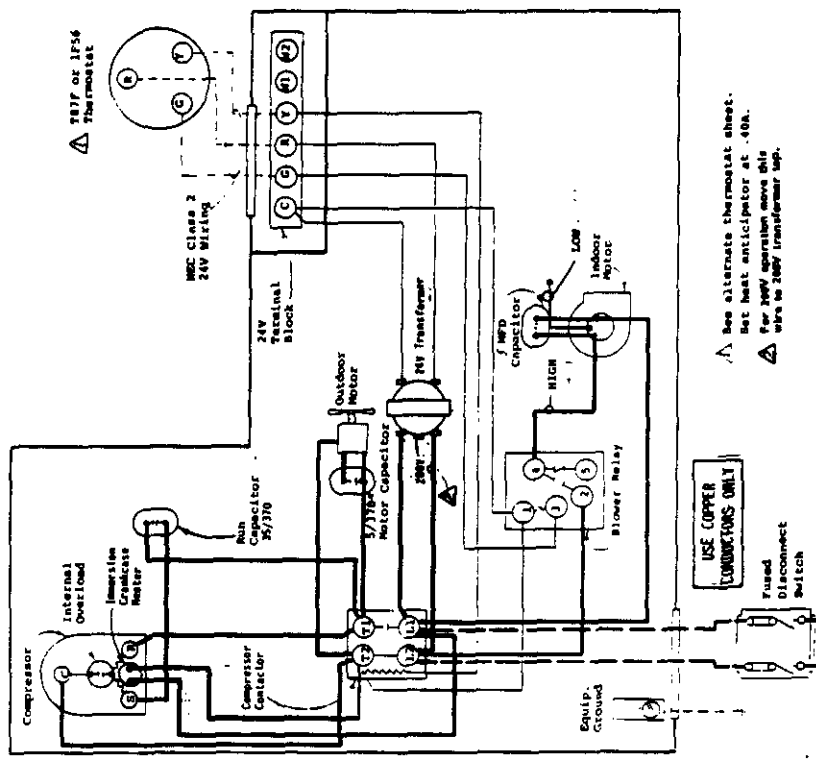 ⚠ T87F or 1F56
Thermostat
R
Y
G
NEC Class 2
24V Wiring
24V
Terminal
Block
C
G
R
Y
W1
W2
Compressor
Internal
Overload
Immersion
Crankcase
Heater
C
S
R
Run
Capacitor
35/370
Outdoor
Motor
5/370
Motor Capacitor
24V Transformer
208V
Compressor
Contactor
T2
T1
L2
L1
MFD
Capacitor
LOW
HIGH
Indoor
Motor
1
3
4
2
5
Blower Relay
Equip.
Ground
USE COPPER
CONDUCTORS ONLY
Fused
Disconnect
Switch
See alternate thermostat sheet.
Set heat anticipator at .40A.
For 208V operation move this
wire to 208V transformer tap.